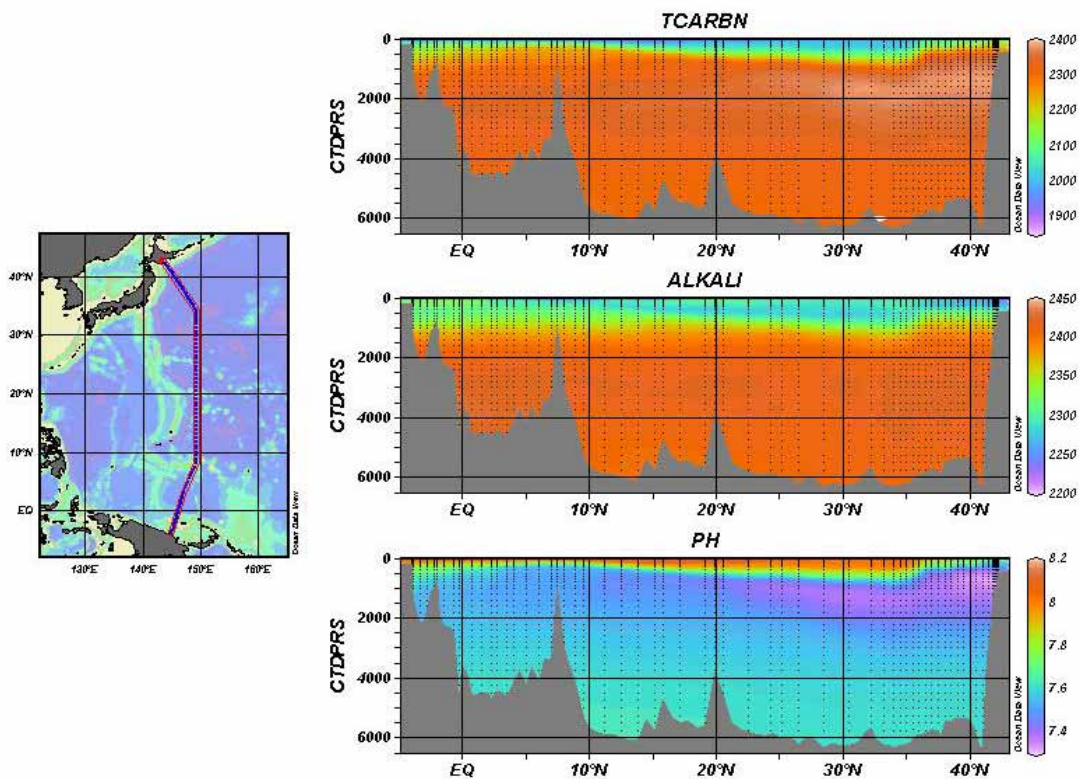 TCARBN
0
2000
4000
6000
CTDPRS
EQ
10°N
20°N
30°N
40°N
2400
2300
2200
2100
2000
1900
Ocean Data View
40°N
30°N
20°N
10°N
EQ
130°E
140°E
150°E
160°E
Ocean Data View
ALKALI
0
2000
4000
6000
CTDPRS
EQ
10°N
20°N
30°N
40°N
2450
2400
2350
2300
2250
2200
Ocean Data View
PH
0
2000
4000
6000
CTDPRS
EQ
10°N
20°N
30°N
40°N
8.2
8
7.8
7.6
7.4
Ocean Data View